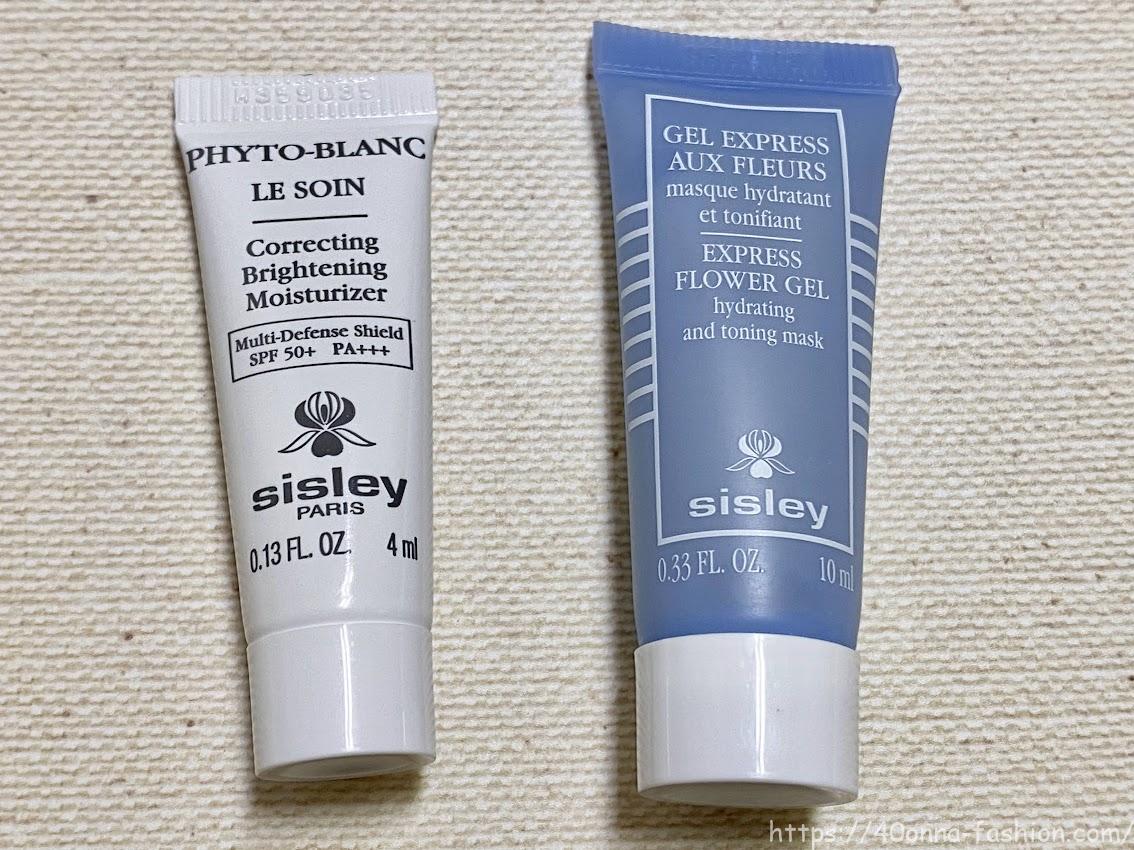 WS59035
PHYTO-BLANC
LE SOIN
Correcting
Brightening
Moisturizer
Multi-Defense Shield
SPF 50+ PA+++
sisley
PARIS
0.13 FL. OZ. 4 ml
GEL EXPRESS
AUX FLEURS
masque hydratant
et tonifiant
EXPRESS
FLOWER GEL
hydrating
and toning mask
sisley
0.33 FL. OZ. 10 ml
https://40onna-fashion.com/